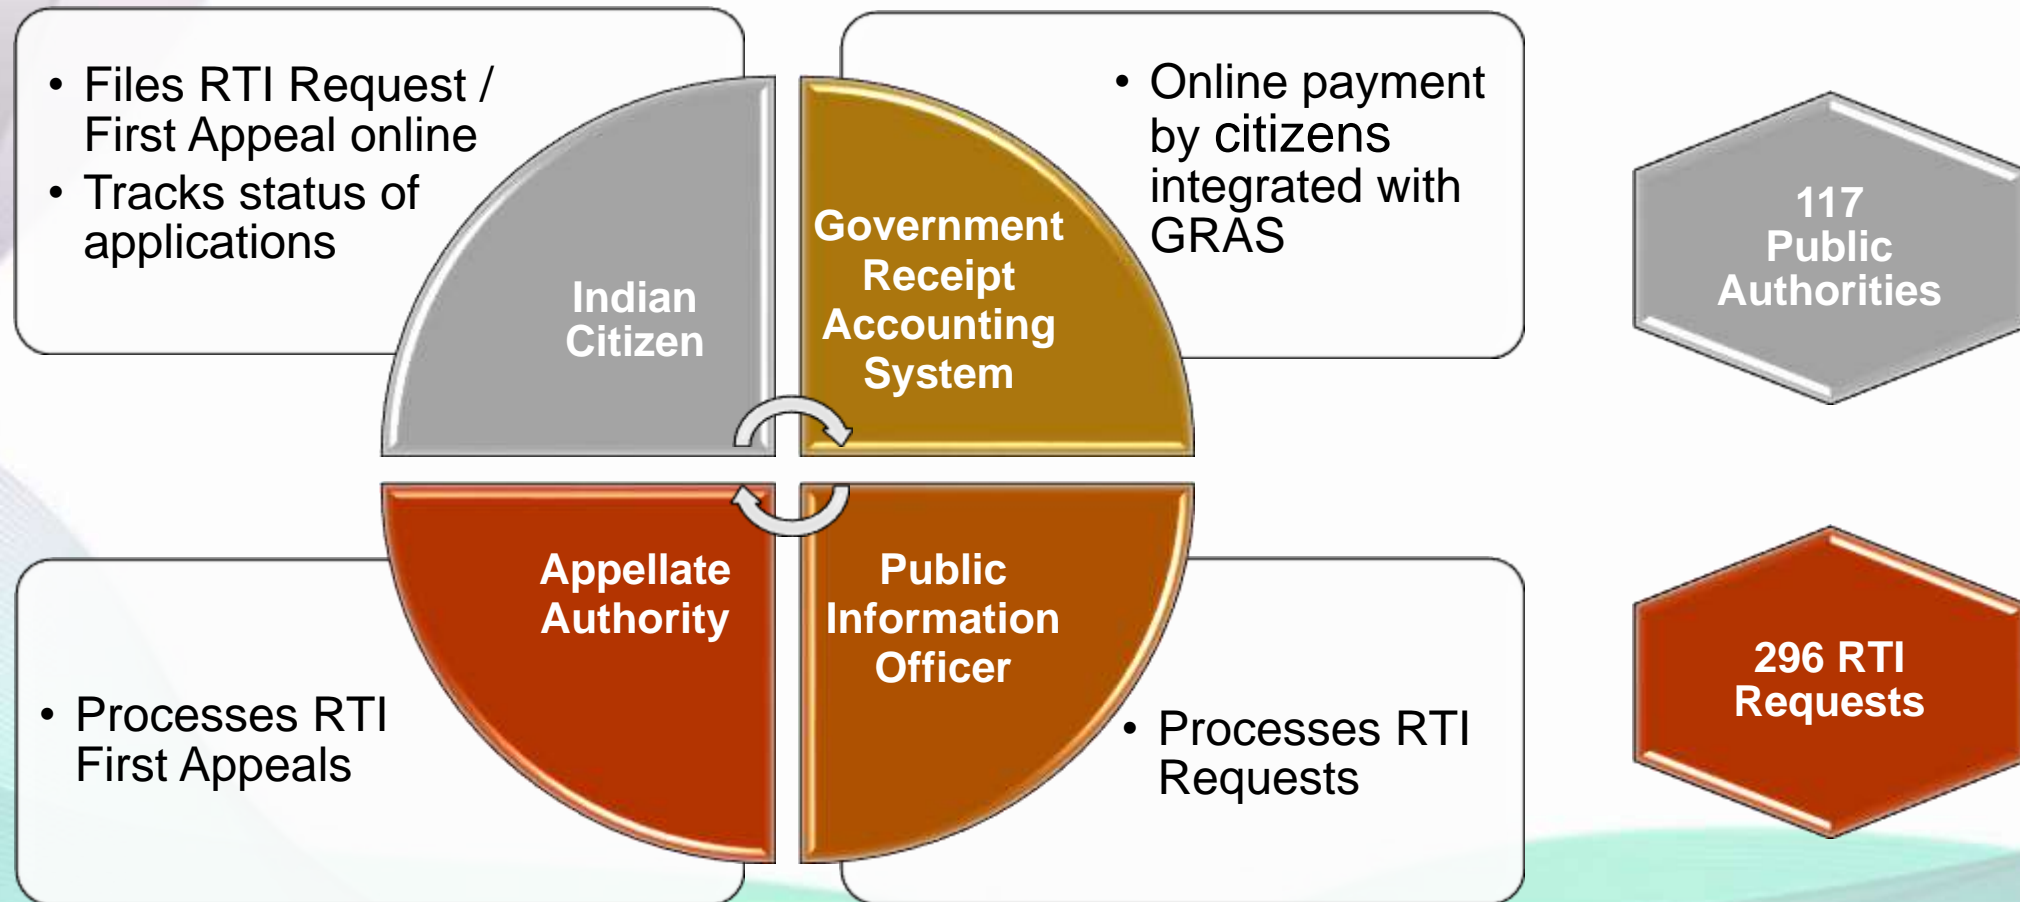 • Files RTI Request /
First Appeal online
• Tracks status of
applications
Indian
Citizen
• Online payment
by citizens
integrated with
GRAS
Government
Receipt
Accounting
System
Appellate
Authority
• Processes RTI
First Appeals
Public
Information
Officer
• Processes RTI
Requests
117
Public
Authorities
296 RTI
Requests